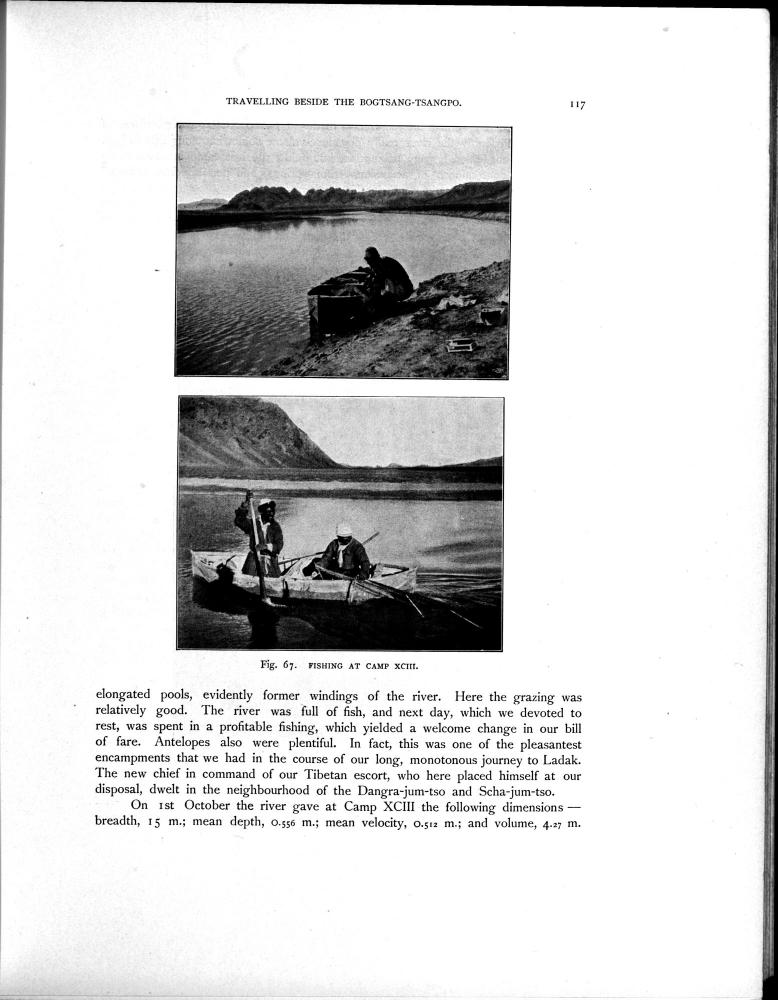 TRAVELLING BESIDE THE BOGTSANG-TSANGPO.
117
Fig. 67. FISHING AT CAMP XCIII.
elongated pools, evidently former windings of the river. Here the grazing was
relatively good. The river was full of fish, and next day, which we devoted to
rest, was spent in a profitable fishing, which yielded a welcome change in our bill
of fare. Antelopes also were plentiful. In fact, this was one of the pleasantest
encampments that we had in the course of our long, monotonous journey to Ladak.
The new chief in command of our Tibetan escort, who here placed himself at our
disposal, dwelt in the neighbourhood of the Dangra-jum-tso and Scha-jum-tso.
On 1st October the river gave at Camp XCIII the following dimensions —
breadth, 15 m.; mean depth, 0.556 m.; mean velocity, 0.512 m.; and volume, 4.27 m.